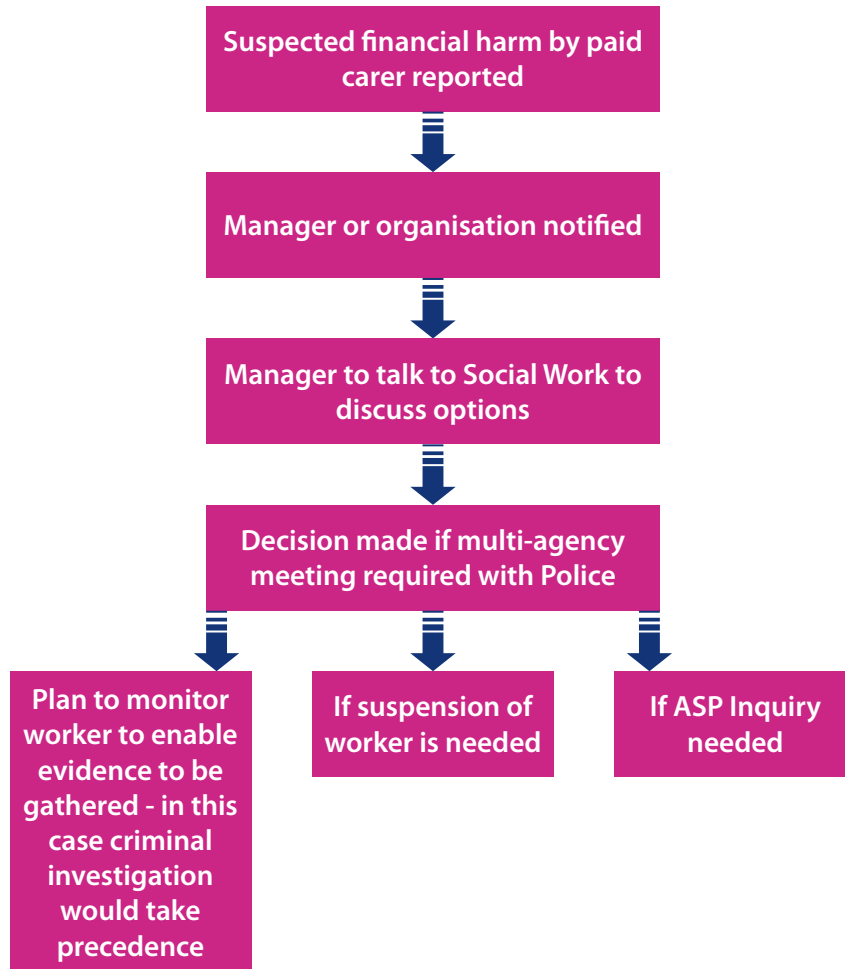 Suspected financial harm by paid
carer reported
Manager or organisation notified
Manager to talk to Social Work to
discuss options
Decision made if multi-agency
meeting required with Police
Plan to monitor
worker to enable
evidence to be
gathered - in this
case criminal
investigation
would take
precedence
If suspension of
worker is needed
If ASP Inquiry
needed